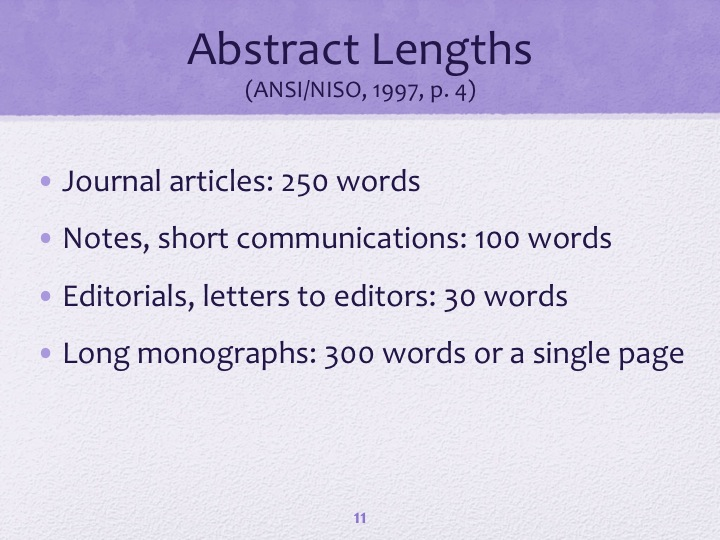 Abstract Lengths
(ANSI/NISO, 1997, p. 4)
• Journal articles: 250 words
• Notes, short communications: 100 words
• Editorials, letters to editors: 30 words
• Long monographs: 300 words or a single page
11